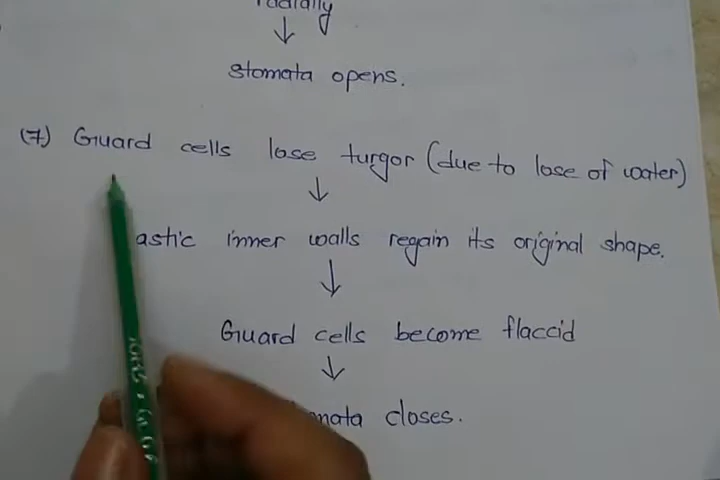 radially
↓
stomata opens.
(7) Guard cells lose turgor (due to lose of water)
↓
astic inner walls regain its original shape.
↓
Guard cells become flaccid
↓
mata closes.